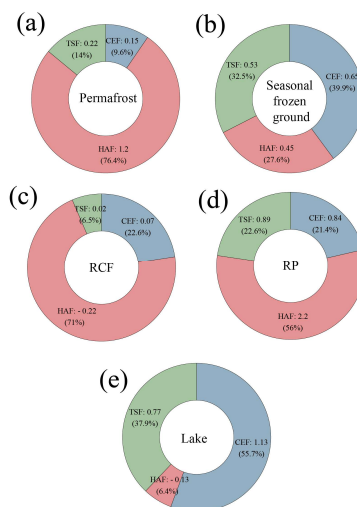 (a)
TSF: 0.22
(14%)
CEF: 0.15
(9.6%)
Permafrost
HAF: 1.2
(76.4%)
(b)
TSF: 0.53
(32.5%)
CEF: 0.65
(39.9%)
Seasonal
frozen
ground
HAF: 0.45
(27.6%)
(c)
TSF: 0.02
(6.5%)
CEF: 0.07
(22.6%)
RCF
HAF: - 0.22
(71%)
(d)
TSF: 0.89
(22.6%)
CEF: 0.84
(21.4%)
RP
HAF: 2.2
(56%)
(e)
TSF: 0.77
(37.9%)
CEF: 1.13
(55.7%)
Lake
HAF: - 0.13
(6.4%)